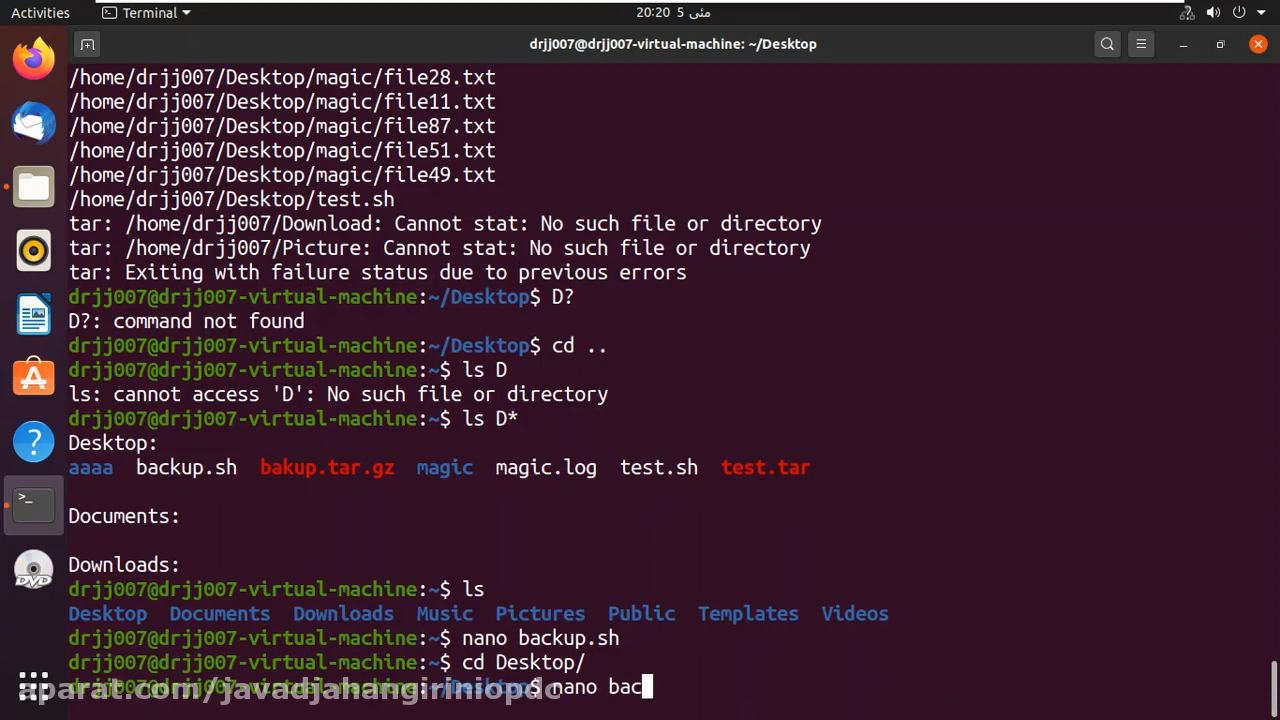 Activities Terminal 20:20 5 مئی
drjj007@drjj007-virtual-machine: ~/Desktop
/home/drjj007/Desktop/magic/file28.txt
/home/drjj007/Desktop/magic/file11.txt
/home/drjj007/Desktop/magic/file87.txt
/home/drjj007/Desktop/magic/file51.txt
/home/drjj007/Desktop/magic/file49.txt
/home/drjj007/Desktop/test.sh
tar: /home/drjj007/Download: Cannot stat: No such file or directory
tar: /home/drjj007/Picture: Cannot stat: No such file or directory
tar: Exiting with failure status due to previous errors
drjj007@drjj007-virtual-machine:~/Desktop$ D?
D?: command not found
drjj007@drjj007-virtual-machine:~/Desktop$ cd ..
drjj007@drjj007-virtual-machine:~$ ls D
ls: cannot access 'D': No such file or directory
drjj007@drjj007-virtual-machine:~$ ls D*
Desktop:
aaaa backup.sh bakup.tar.gz magic magic.log test.sh test.tar
Documents:
Downloads:
drjj007@drjj007-virtual-machine:~$ ls
Desktop Documents Downloads Music Pictures Public Templates Videos
drjj007@drjj007-virtual-machine:~$ nano backup.sh
drjj007@drjj007-virtual-machine:~$ cd Desktop/
drjj007@drjj007-virtual-machine:~/Desktop$ nano bac
aparat.com/javadjahangiriniopdc